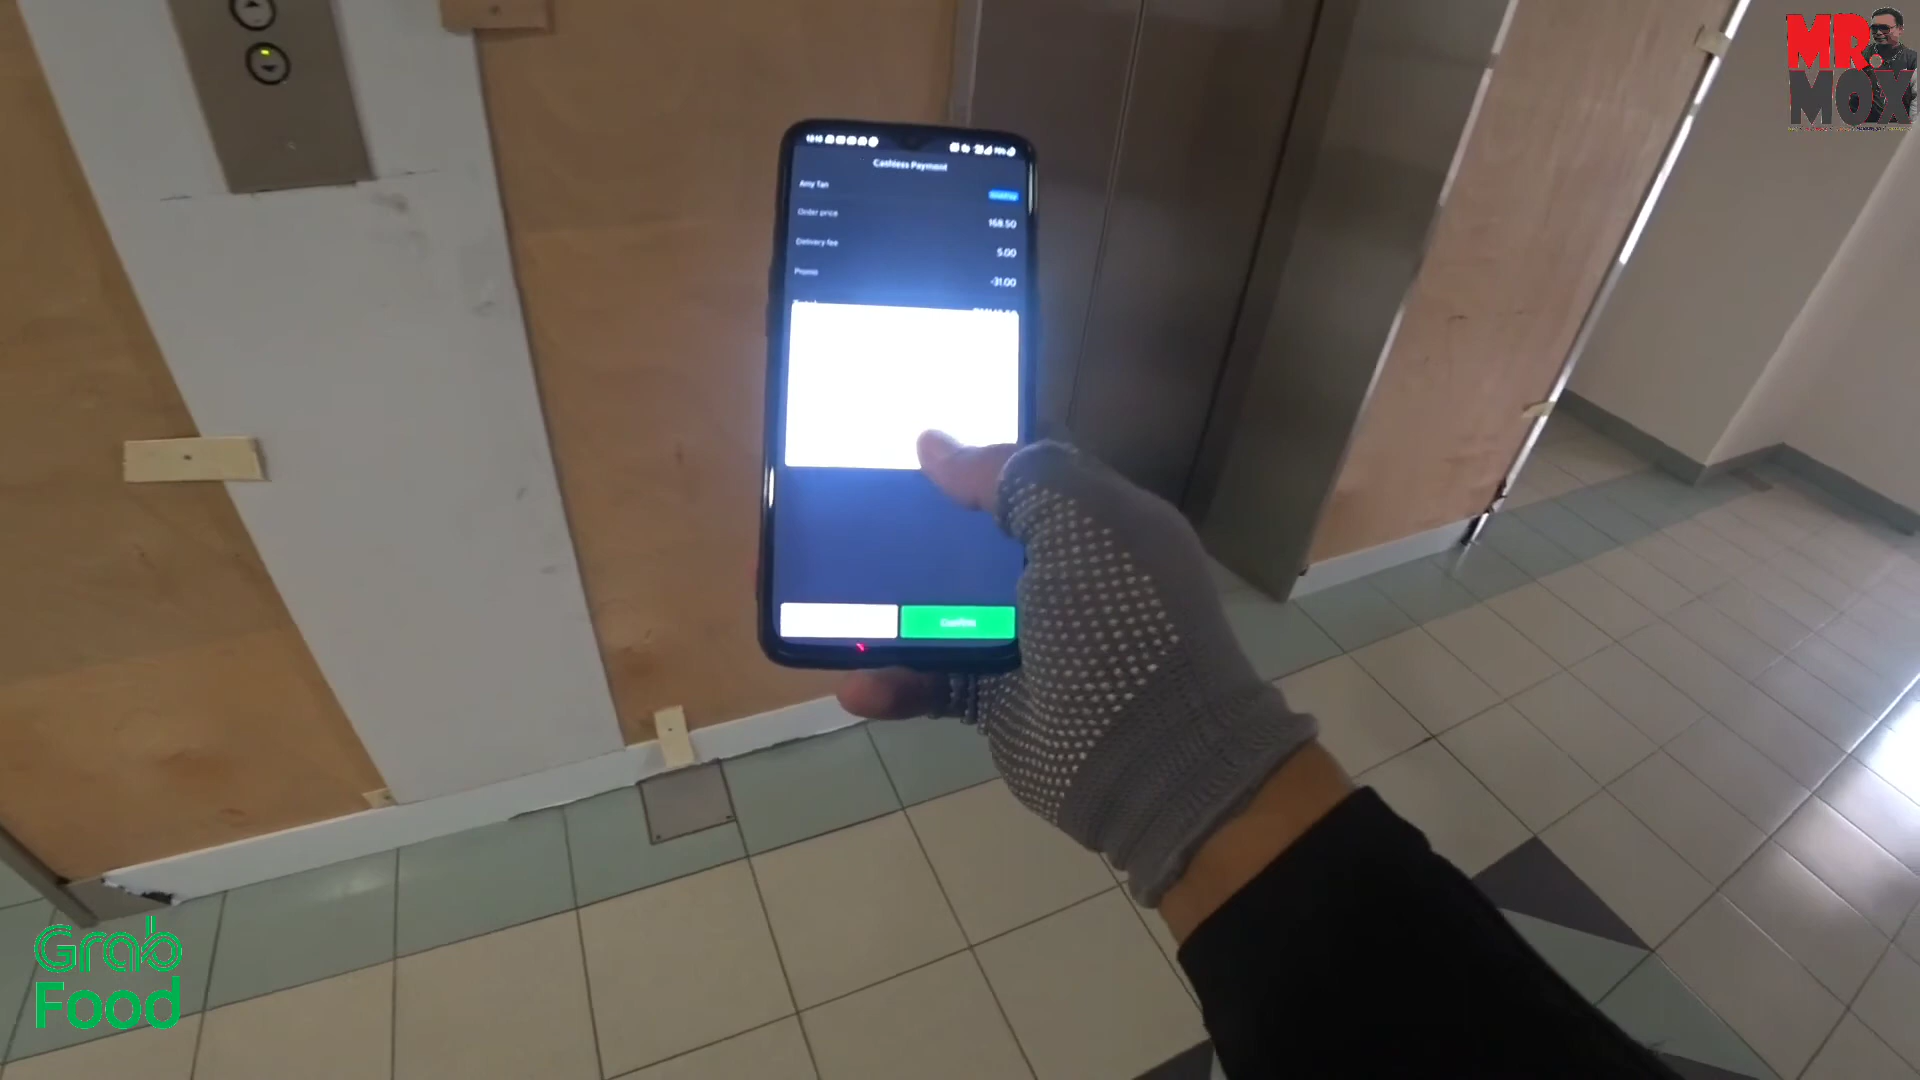 MR.
MOX
Cashless Payment
Amy Tan
Order price
168.50
Delivery fee
5.00
Promo
-31.00
Confirm
Grab
Food